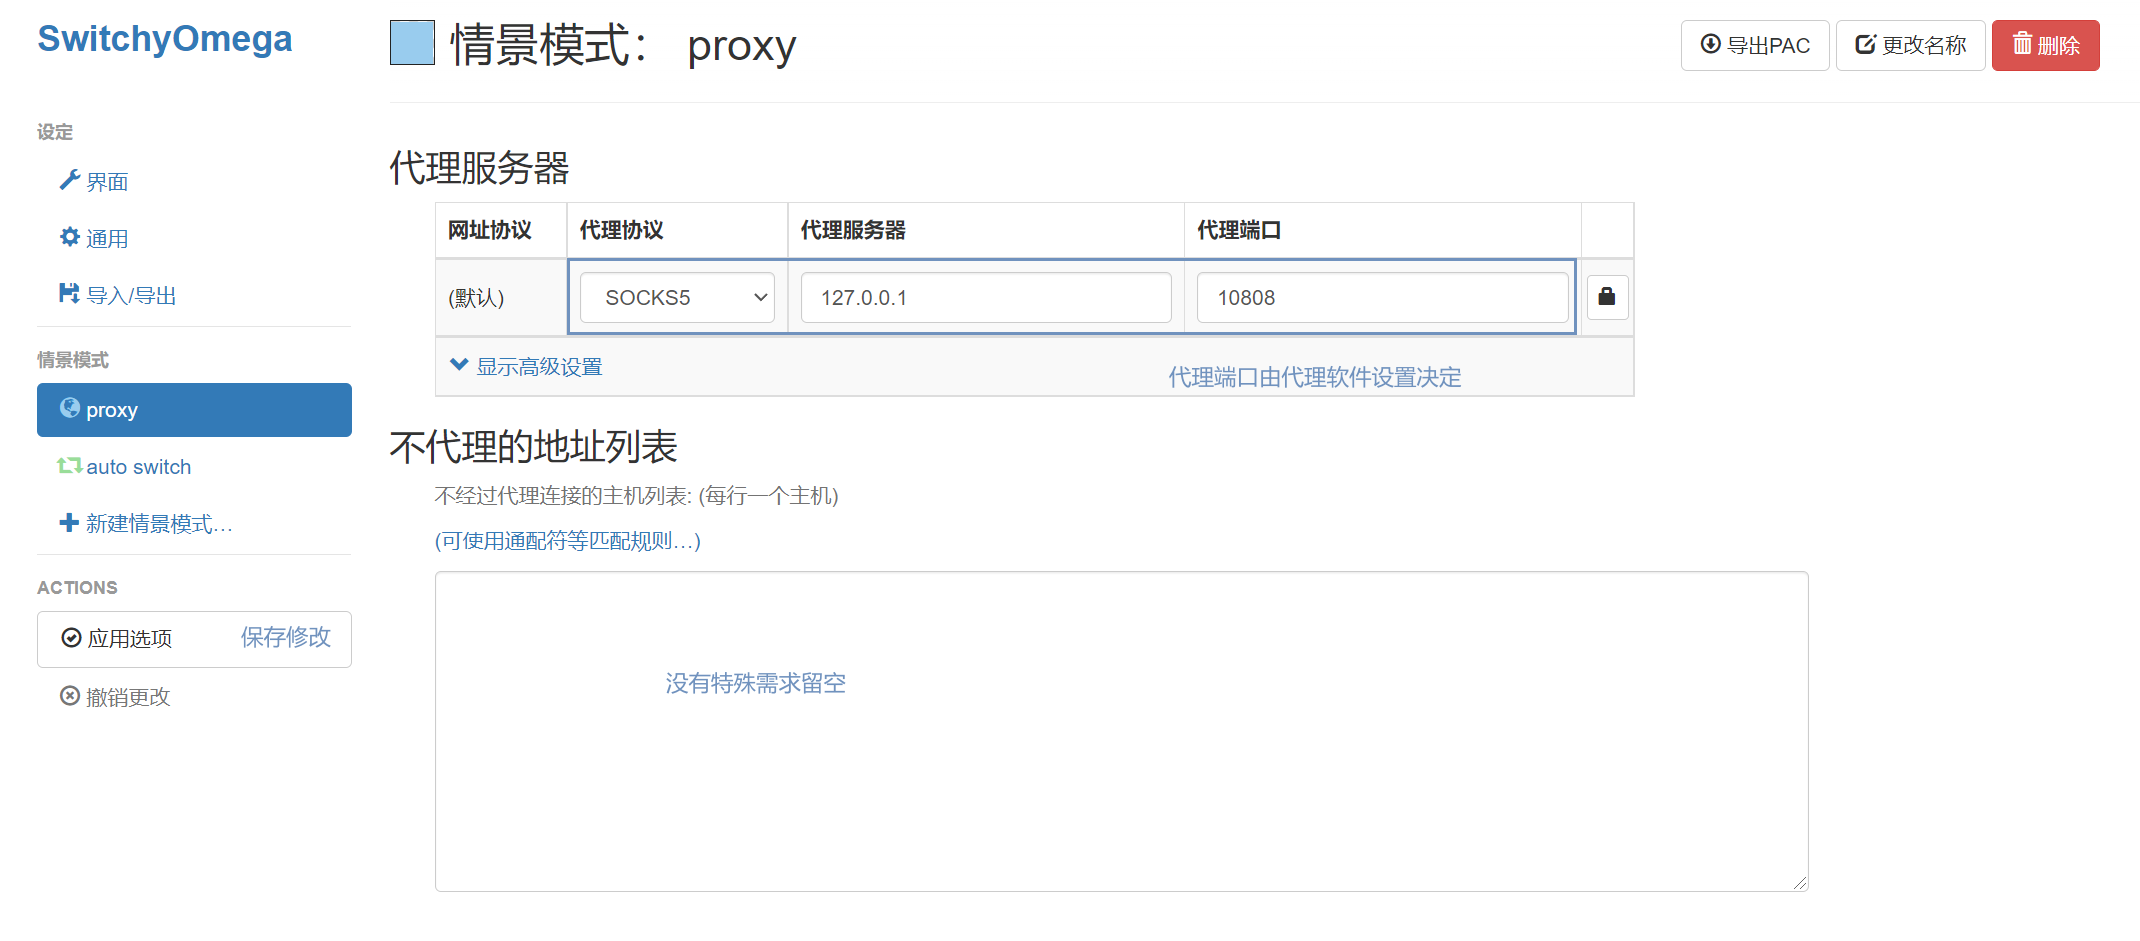 SwitchyOmega
设定
界面
通用
导入/导出
情景模式
proxy
auto switch
新建情景模式…
ACTIONS
应用选项 保存修改
撤销更改
情景模式： proxy
导出PAC 更改名称 删除
代理服务器
网址协议 代理协议 代理服务器 代理端口
(默认) SOCKS5 127.0.0.1 10808
显示高级设置
代理端口由代理软件设置决定
不代理的地址列表
不经过代理连接的主机列表: (每行一个主机)
(可使用通配符等匹配规则…)
没有特殊需求留空